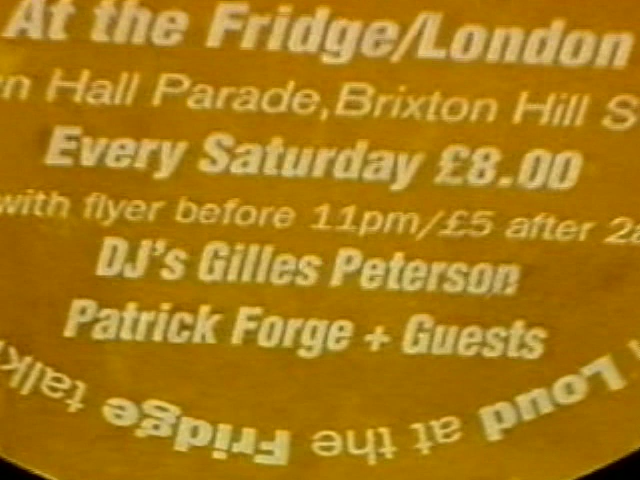 At the Fridge/London
n Hall Parade, Brixton Hill S
Every Saturday £8.00
with flyer before 11pm/£5 after 2a
DJ's Gilles Peterson
Patrick Forge + Guests
Loud at the Fridge talk